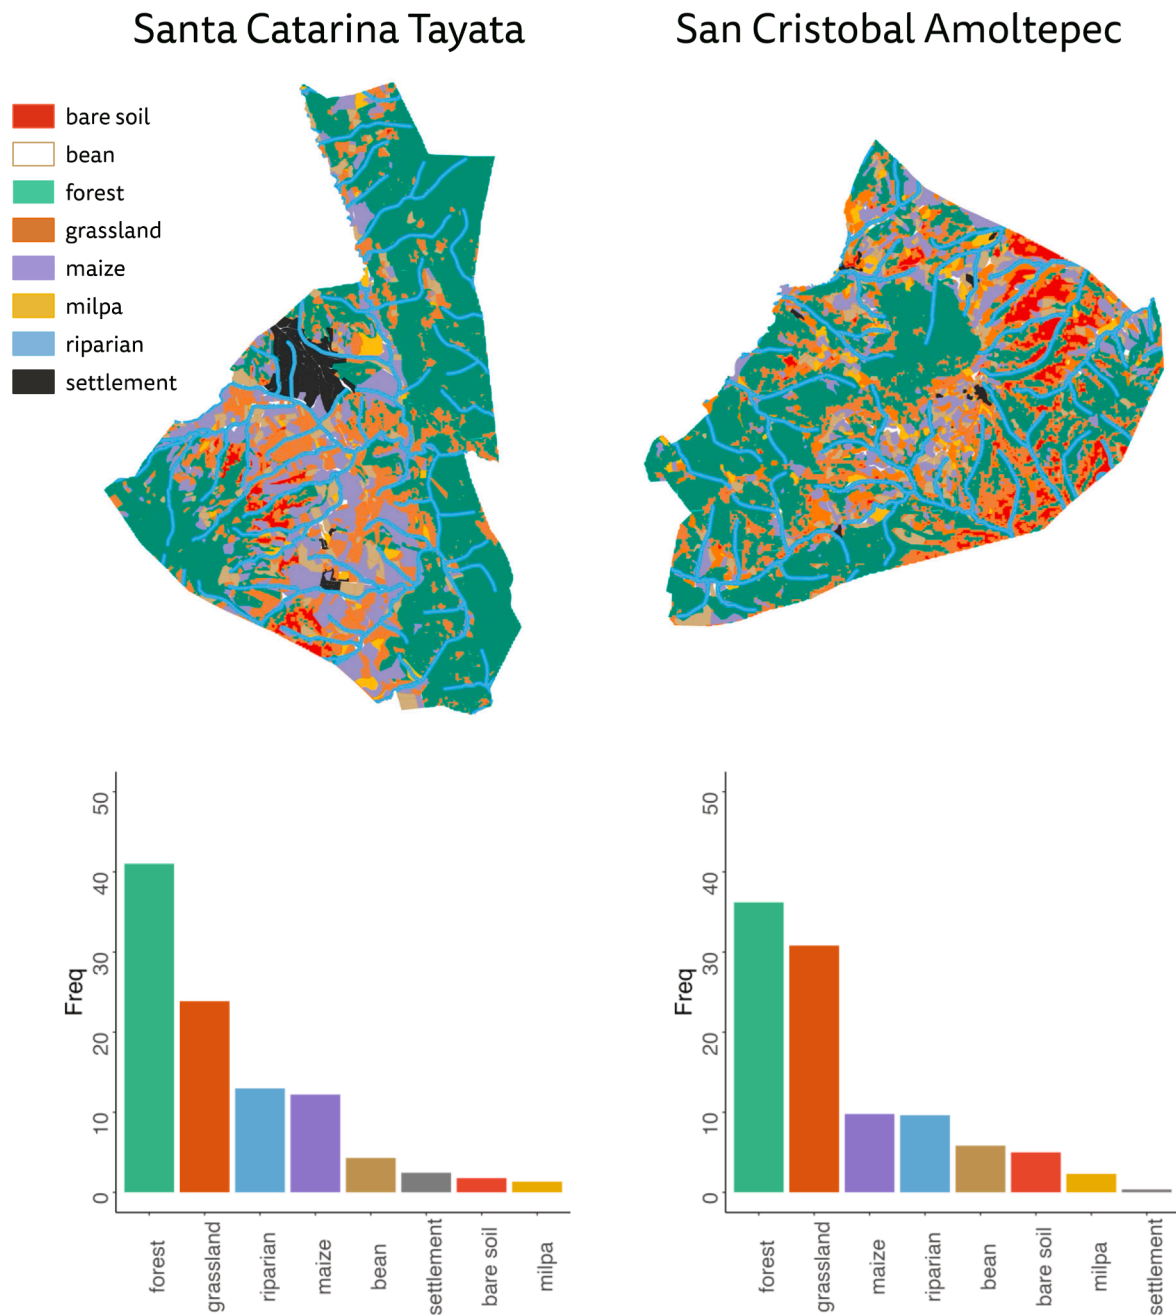 Santa Catarina Tayata
San Cristobal Amoltepec
bare soil
bean
forest
grassland
maize
milpa
riparian
settlement
50
40
30
20
10
0
Freq
forest
grassland
riparian
maize
bean
settlement
bare soil
milpa
50
40
30
20
10
0
Freq
forest
grassland
maize
riparian
bean
bare soil
milpa
settlement